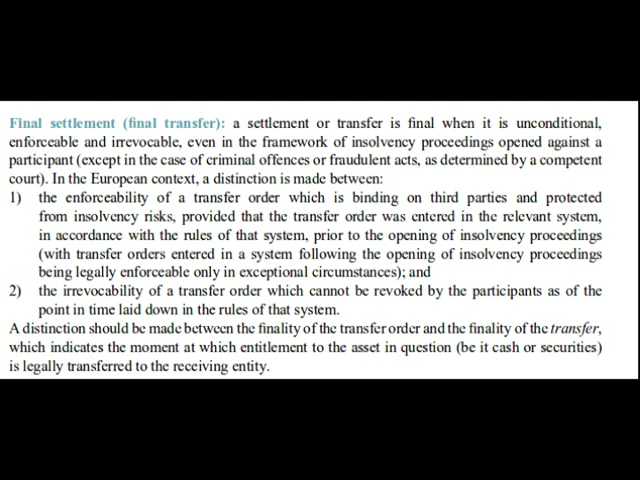 Final settlement (final transfer): a settlement or transfer is final when it is unconditional,
enforceable and irrevocable, even in the framework of insolvency proceedings opened against a
participant (except in the case of criminal offences or fraudulent acts, as determined by a competent
court). In the European context, a distinction is made between:
1) the enforceability of a transfer order which is binding on third parties and protected
from insolvency risks, provided that the transfer order was entered in the relevant system,
in accordance with the rules of that system, prior to the opening of insolvency proceedings
(with transfer orders entered in a system following the opening of insolvency proceedings
being legally enforceable only in exceptional circumstances); and
2) the irrevocability of a transfer order which cannot be revoked by the participants as of the
point in time laid down in the rules of that system.
A distinction should be made between the finality of the transfer order and the finality of the transfer,
which indicates the moment at which entitlement to the asset in question (be it cash or securities)
is legally transferred to the receiving entity.